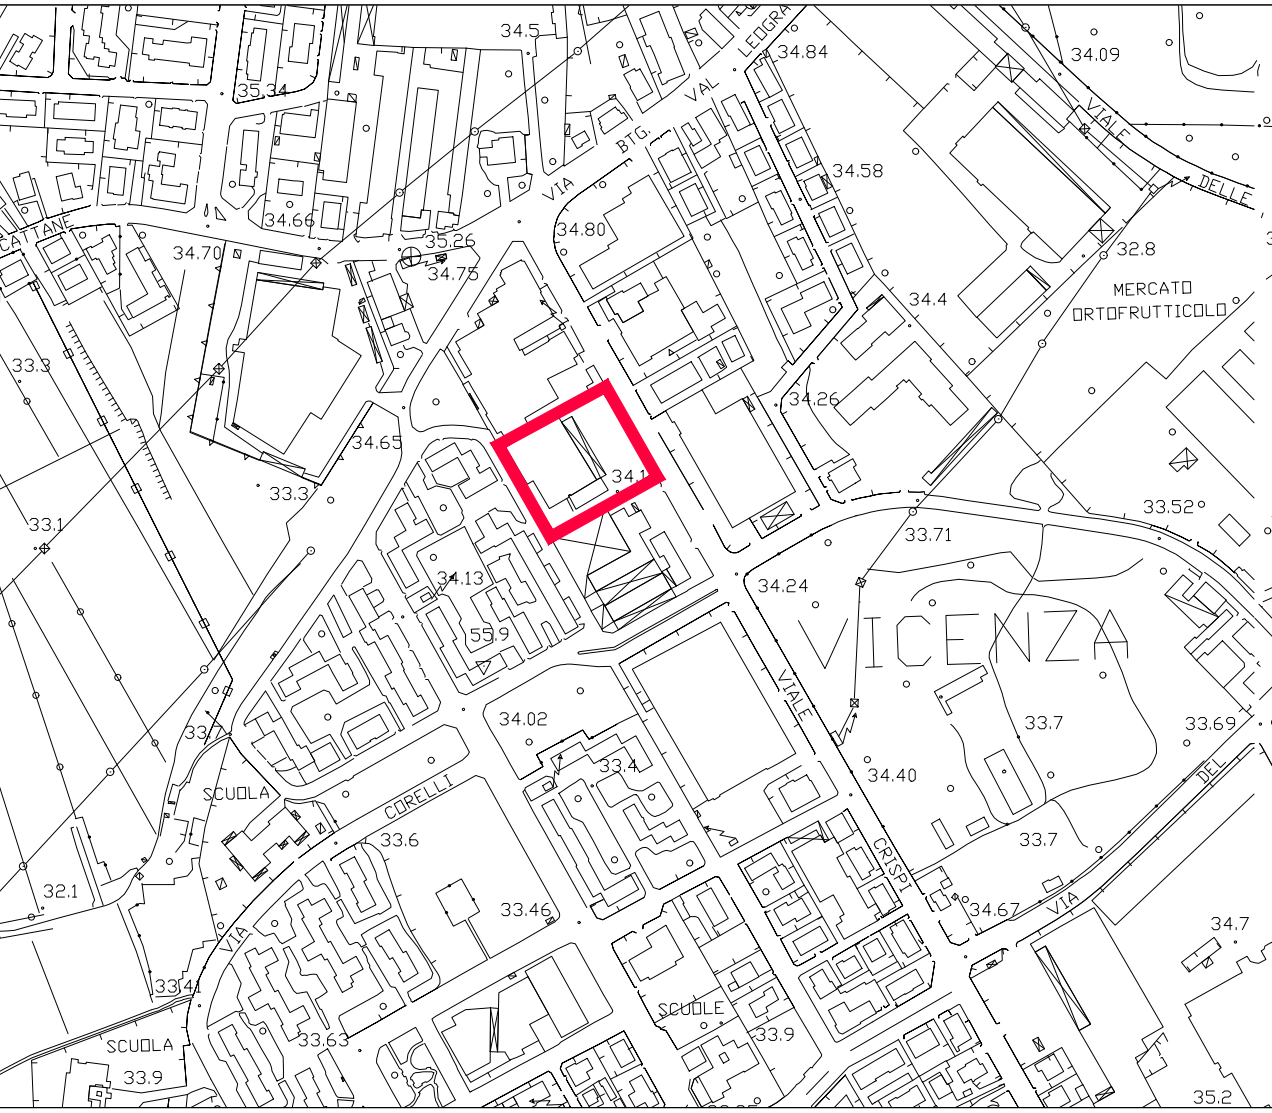 34.5
LEOGRA
34.84
34.09
35.34
VAL
VIALE
BTG.
34.58
VIA
DELLE
34.66
34.80
CATTANE
34.70
35.26
34.75
32.8
MERCATO
ORTOFRUTTICOLO
34.4
33.3
34.26
34.65
34.1
33.3
33.52
33.1
33.71
34.13
34.24
55.9
VICENZA
VIALE
34.02
33.7
33.7
33.69
33.4
DEL
34.40
SCUOLA
CORELLI
33.6
33.7
CRISPI
32.1
33.46
34.67
VIA
34.7
VIA
33.41
SCUOLE
33.63
33.9
SCUOLA
33.9
35.2